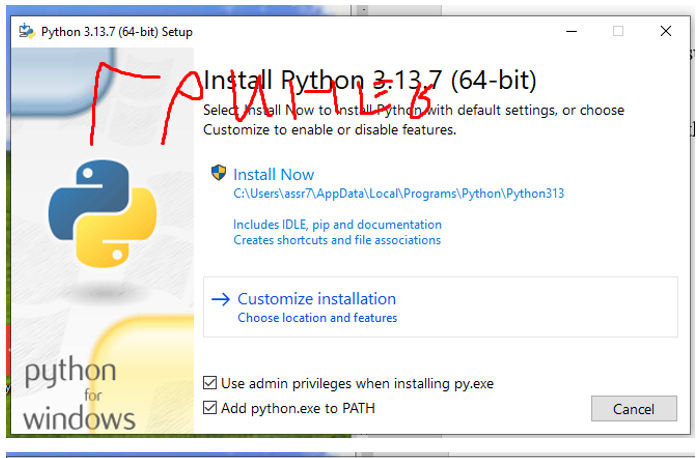 Python 3.13.7 (64-bit) Setup
Install Python 3.13.7 (64-bit)
Select Install Now to install Python with default settings, or choose
Customize to enable or disable features.
Install Now
C:\Users\assr7\AppData\Local\Programs\Python\Python313
Includes IDLE, pip and documentation
Creates shortcuts and file associations
Customize installation
Choose location and features
Use admin privileges when installing py.exe
Add python.exe to PATH
Cancel
python
for
windows